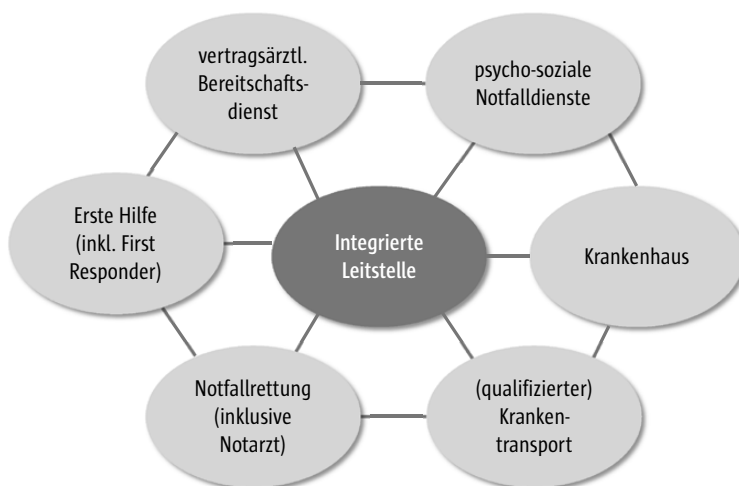 vertragsärztl.
Bereitschafts-
dienst
psycho-soziale
Notfalldienste
Erste Hilfe
(inkl. First
Responder)
Integrierte
Leitstelle
Krankenhaus
Notfallrettung
(inklusive
Notarzt)
(qualifizierter)
Kranken-
transport